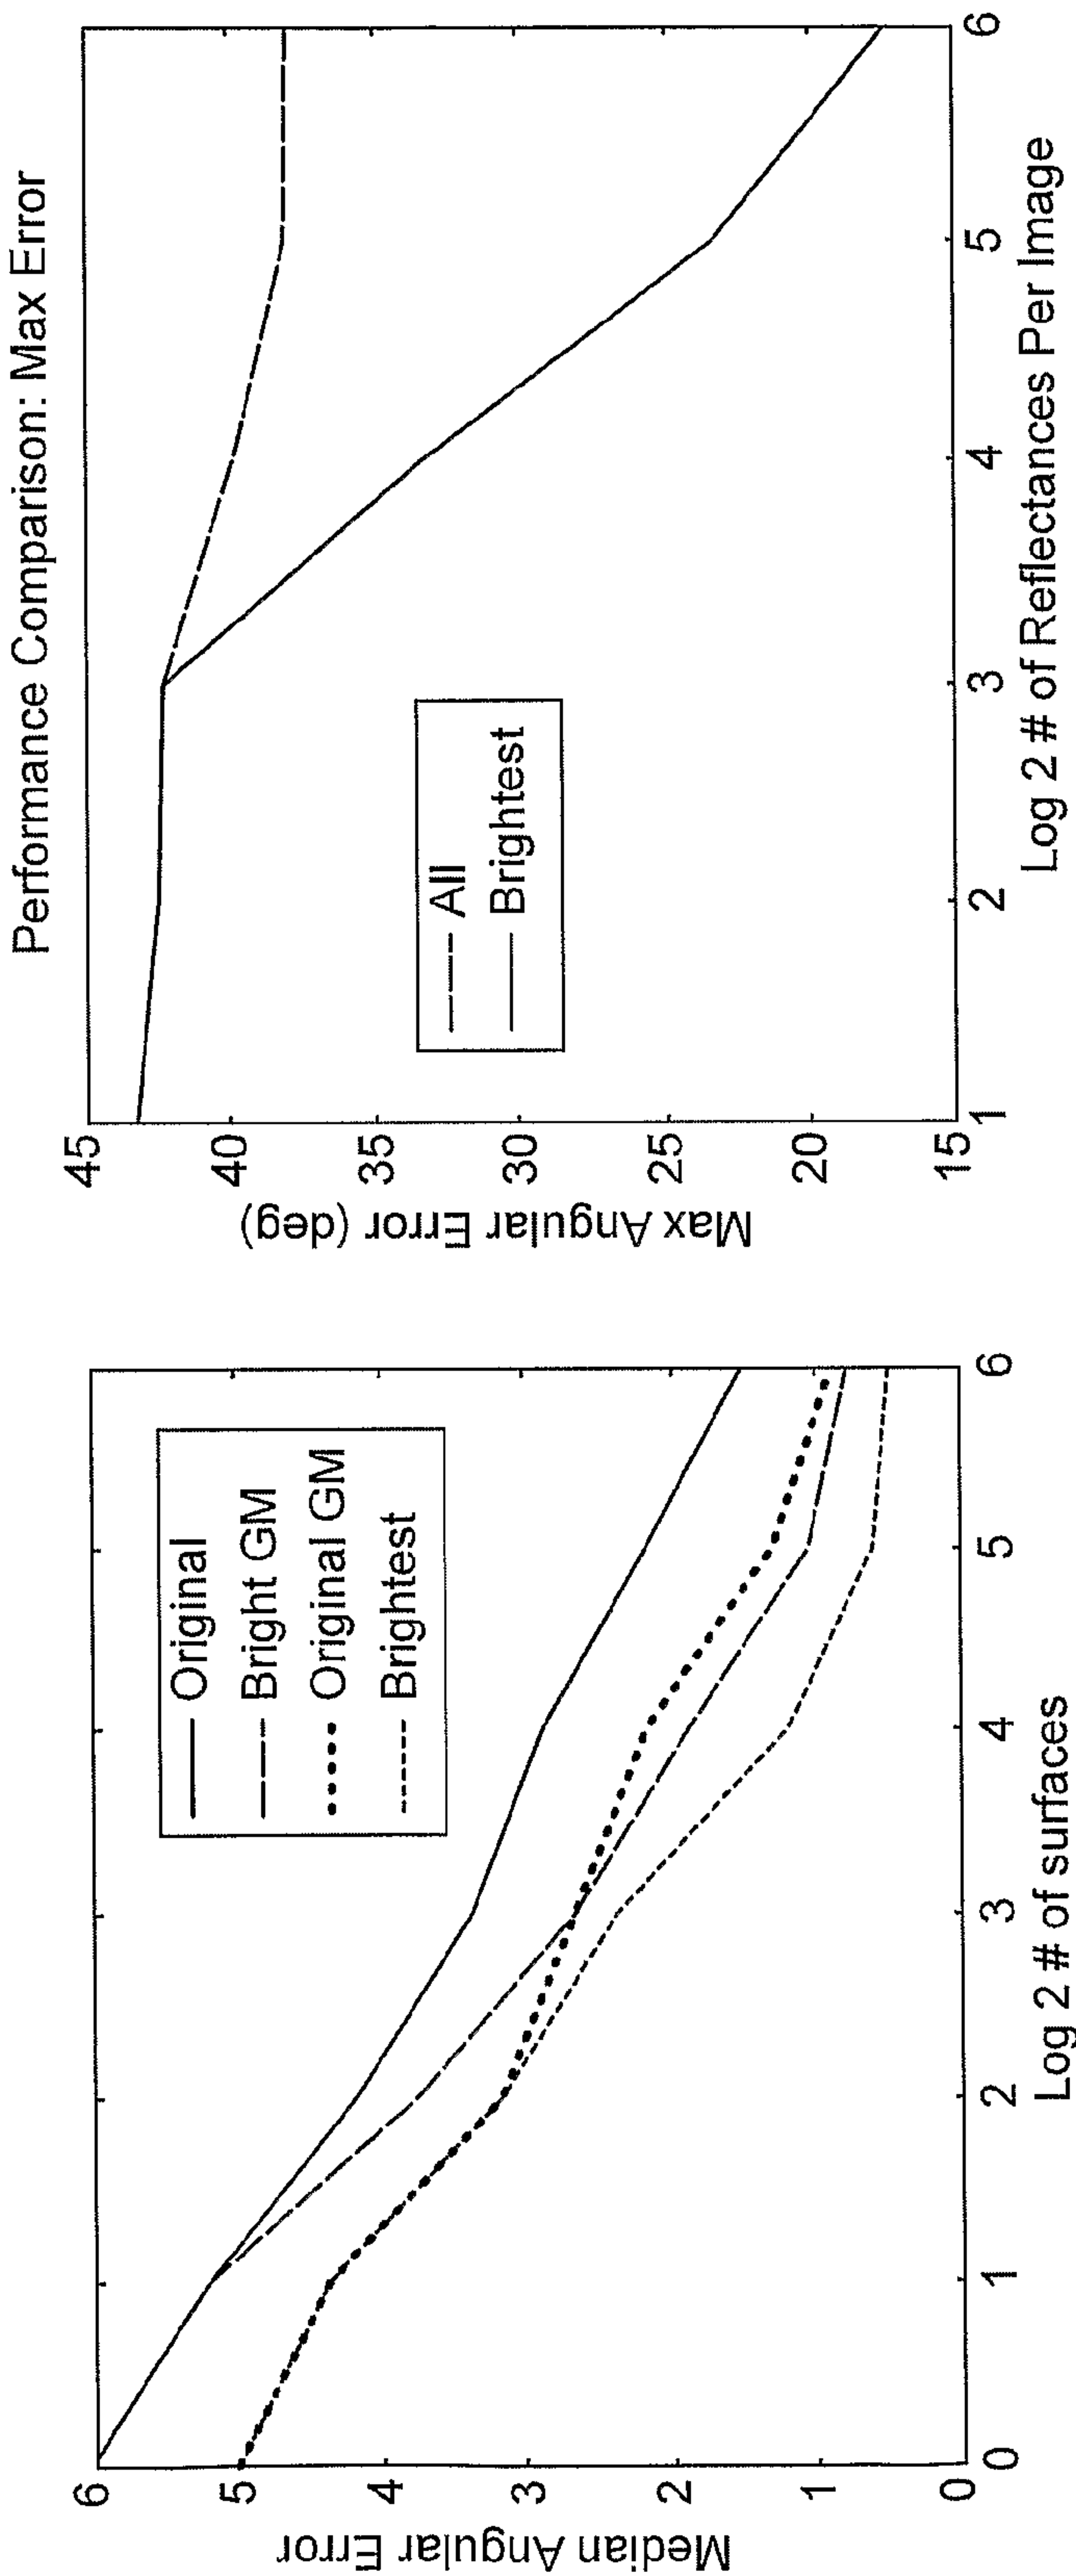 Median Angular Error
6
5
4
3
2
1
0
0
1
2
3
4
5
6
Log 2 # of surfaces
Original
Bright GM
Original GM
Brightest
Performance Comparison: Max Error
Max Angular Error (deg)
45
40
35
30
25
20
15
1
2
3
4
5
6
Log 2 # of Reflectances Per Image
All
Brightest